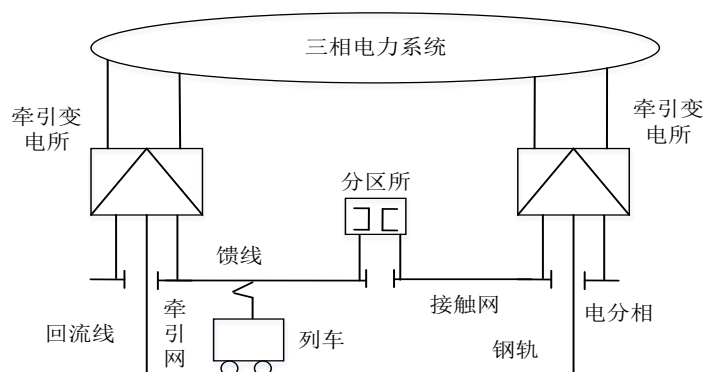 三相电力系统
牵引变
电所
牵引变
电所
分区所
馈线
接触网
电分相
回流线
牵
引
网
列车
钢轨